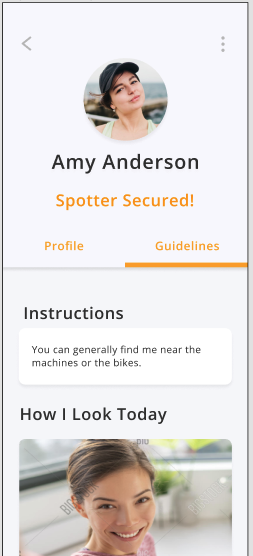 Amy Anderson
Spotter Secured!
Profile Guidelines
Instructions
You can generally find me near the
machines or the bikes.
How I Look Today